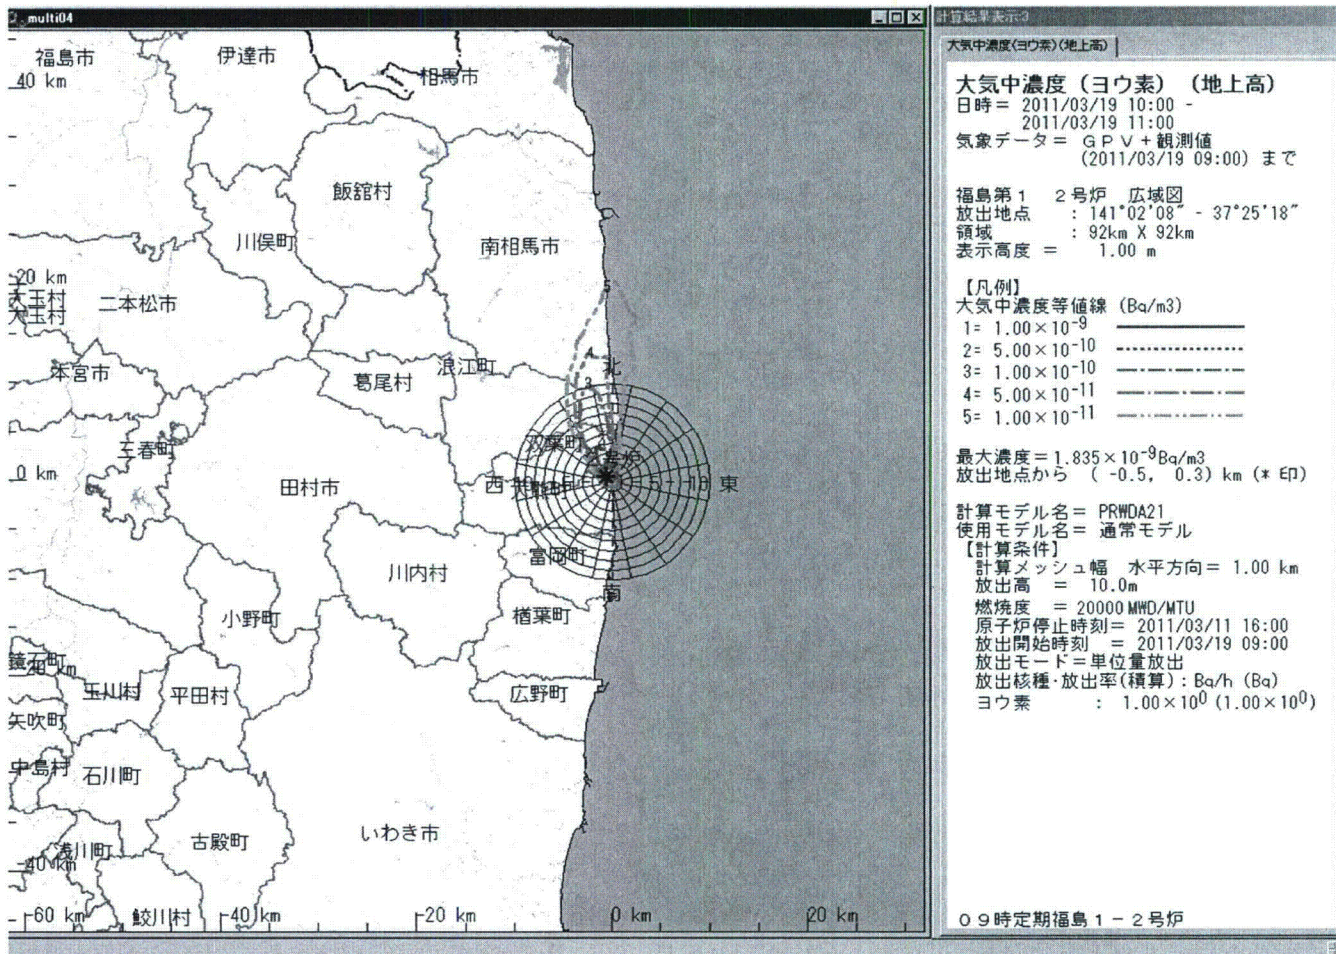 multi04
福島市
伊達市
相馬市
40 km
飯舘村
川俣町
南相馬市
20 km
大玉村
大玉村
二本松市
5
4
北
本宮市
浪江町
葛尾村
3
三春町
双葉町
0 km
田村市
西
東
富岡町
川内村
南
小野町
楢葉町
鏡石町
玉川村
平田村
広野町
矢吹町
中島村
石川町
浅川町
-40 km
古殿町
いわき市
鮫川村
-60 km
-40 km
-20 km
0 km
20 km
計算結果表示3
大気中濃度(ヨウ素)(地上高)
大気中濃度(ヨウ素) (地上高)
日時= 2011/03/19 10:00 -
2011/03/19 11:00
気象データ= GPV+観測値
(2011/03/19 09:00) まで
福島第1 2号炉 広域図
放出地点 : 141°02'08" - 37°25'18"
領域 : 92km X 92km
表示高度 = 1.00 m
【凡例】
大気中濃度等値線 (Bq/m3)
1= 1.00×10⁻⁹
2= 5.00×10⁻¹⁰
3= 1.00×10⁻¹⁰
4= 5.00×10⁻¹¹
5= 1.00×10⁻¹¹
最大濃度=1.835×10⁻⁹Bq/m3
放出地点から ( -0.5, 0.3) km (* 印)
計算モデル名= PRWDA21
使用モデル名= 通常モデル
【計算条件】
計算メッシュ幅 水平方向= 1.00 km
放出高 = 10.0m
燃焼度 = 20000MWD/MTU
原子炉停止時刻= 2011/03/11 16:00
放出開始時刻 = 2011/03/19 09:00
放出モード=単位量放出
放出核種・放出率(積算):Bq/h (Bq)
ヨウ素 : 1.00×10⁰ (1.00×10⁰)
09時定期福島1-2号炉